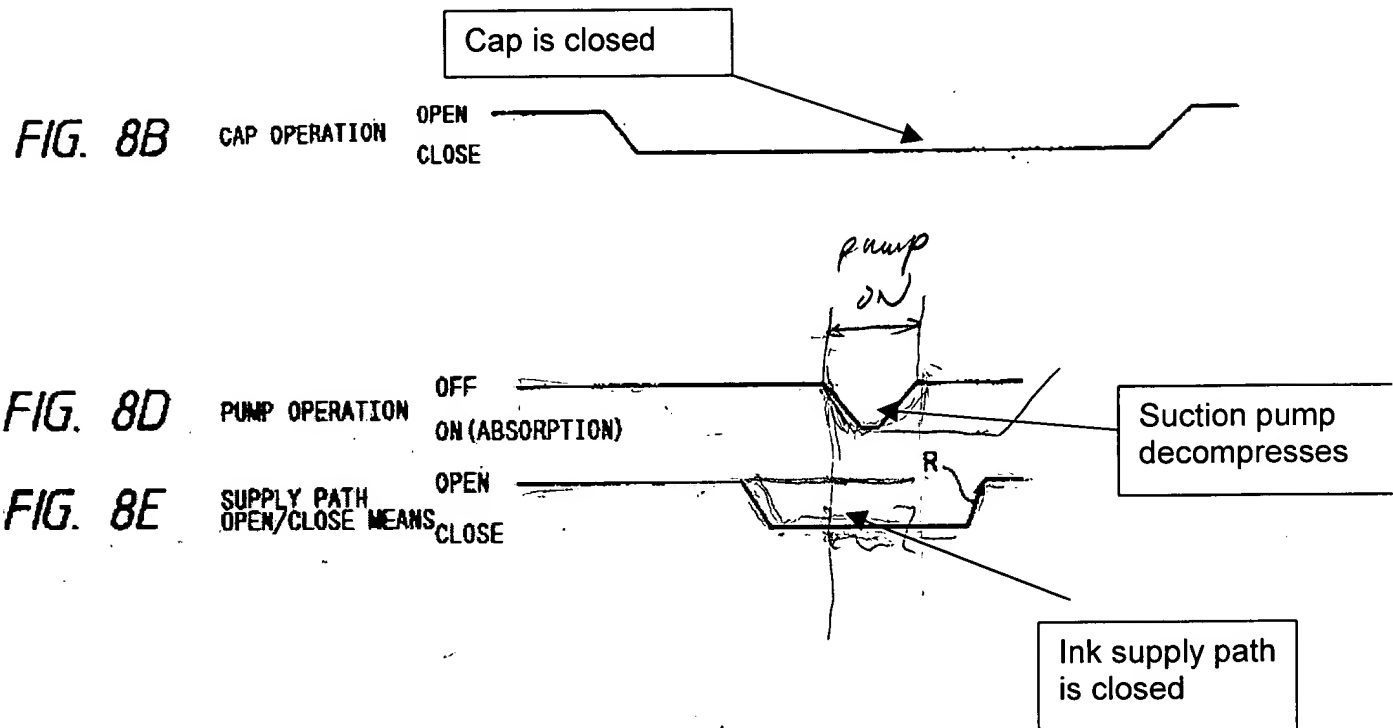 Cap is closed
FIG. 8B CAP OPERATION OPEN
CLOSE
pump
ON
FIG. 8D PUMP OPERATION OFF
ON (ABSORPTION)
Suction pump
decompresses
R
FIG. 8E SUPPLY PATH
OPEN/CLOSE MEANS
OPEN
CLOSE
Ink supply path
is closed